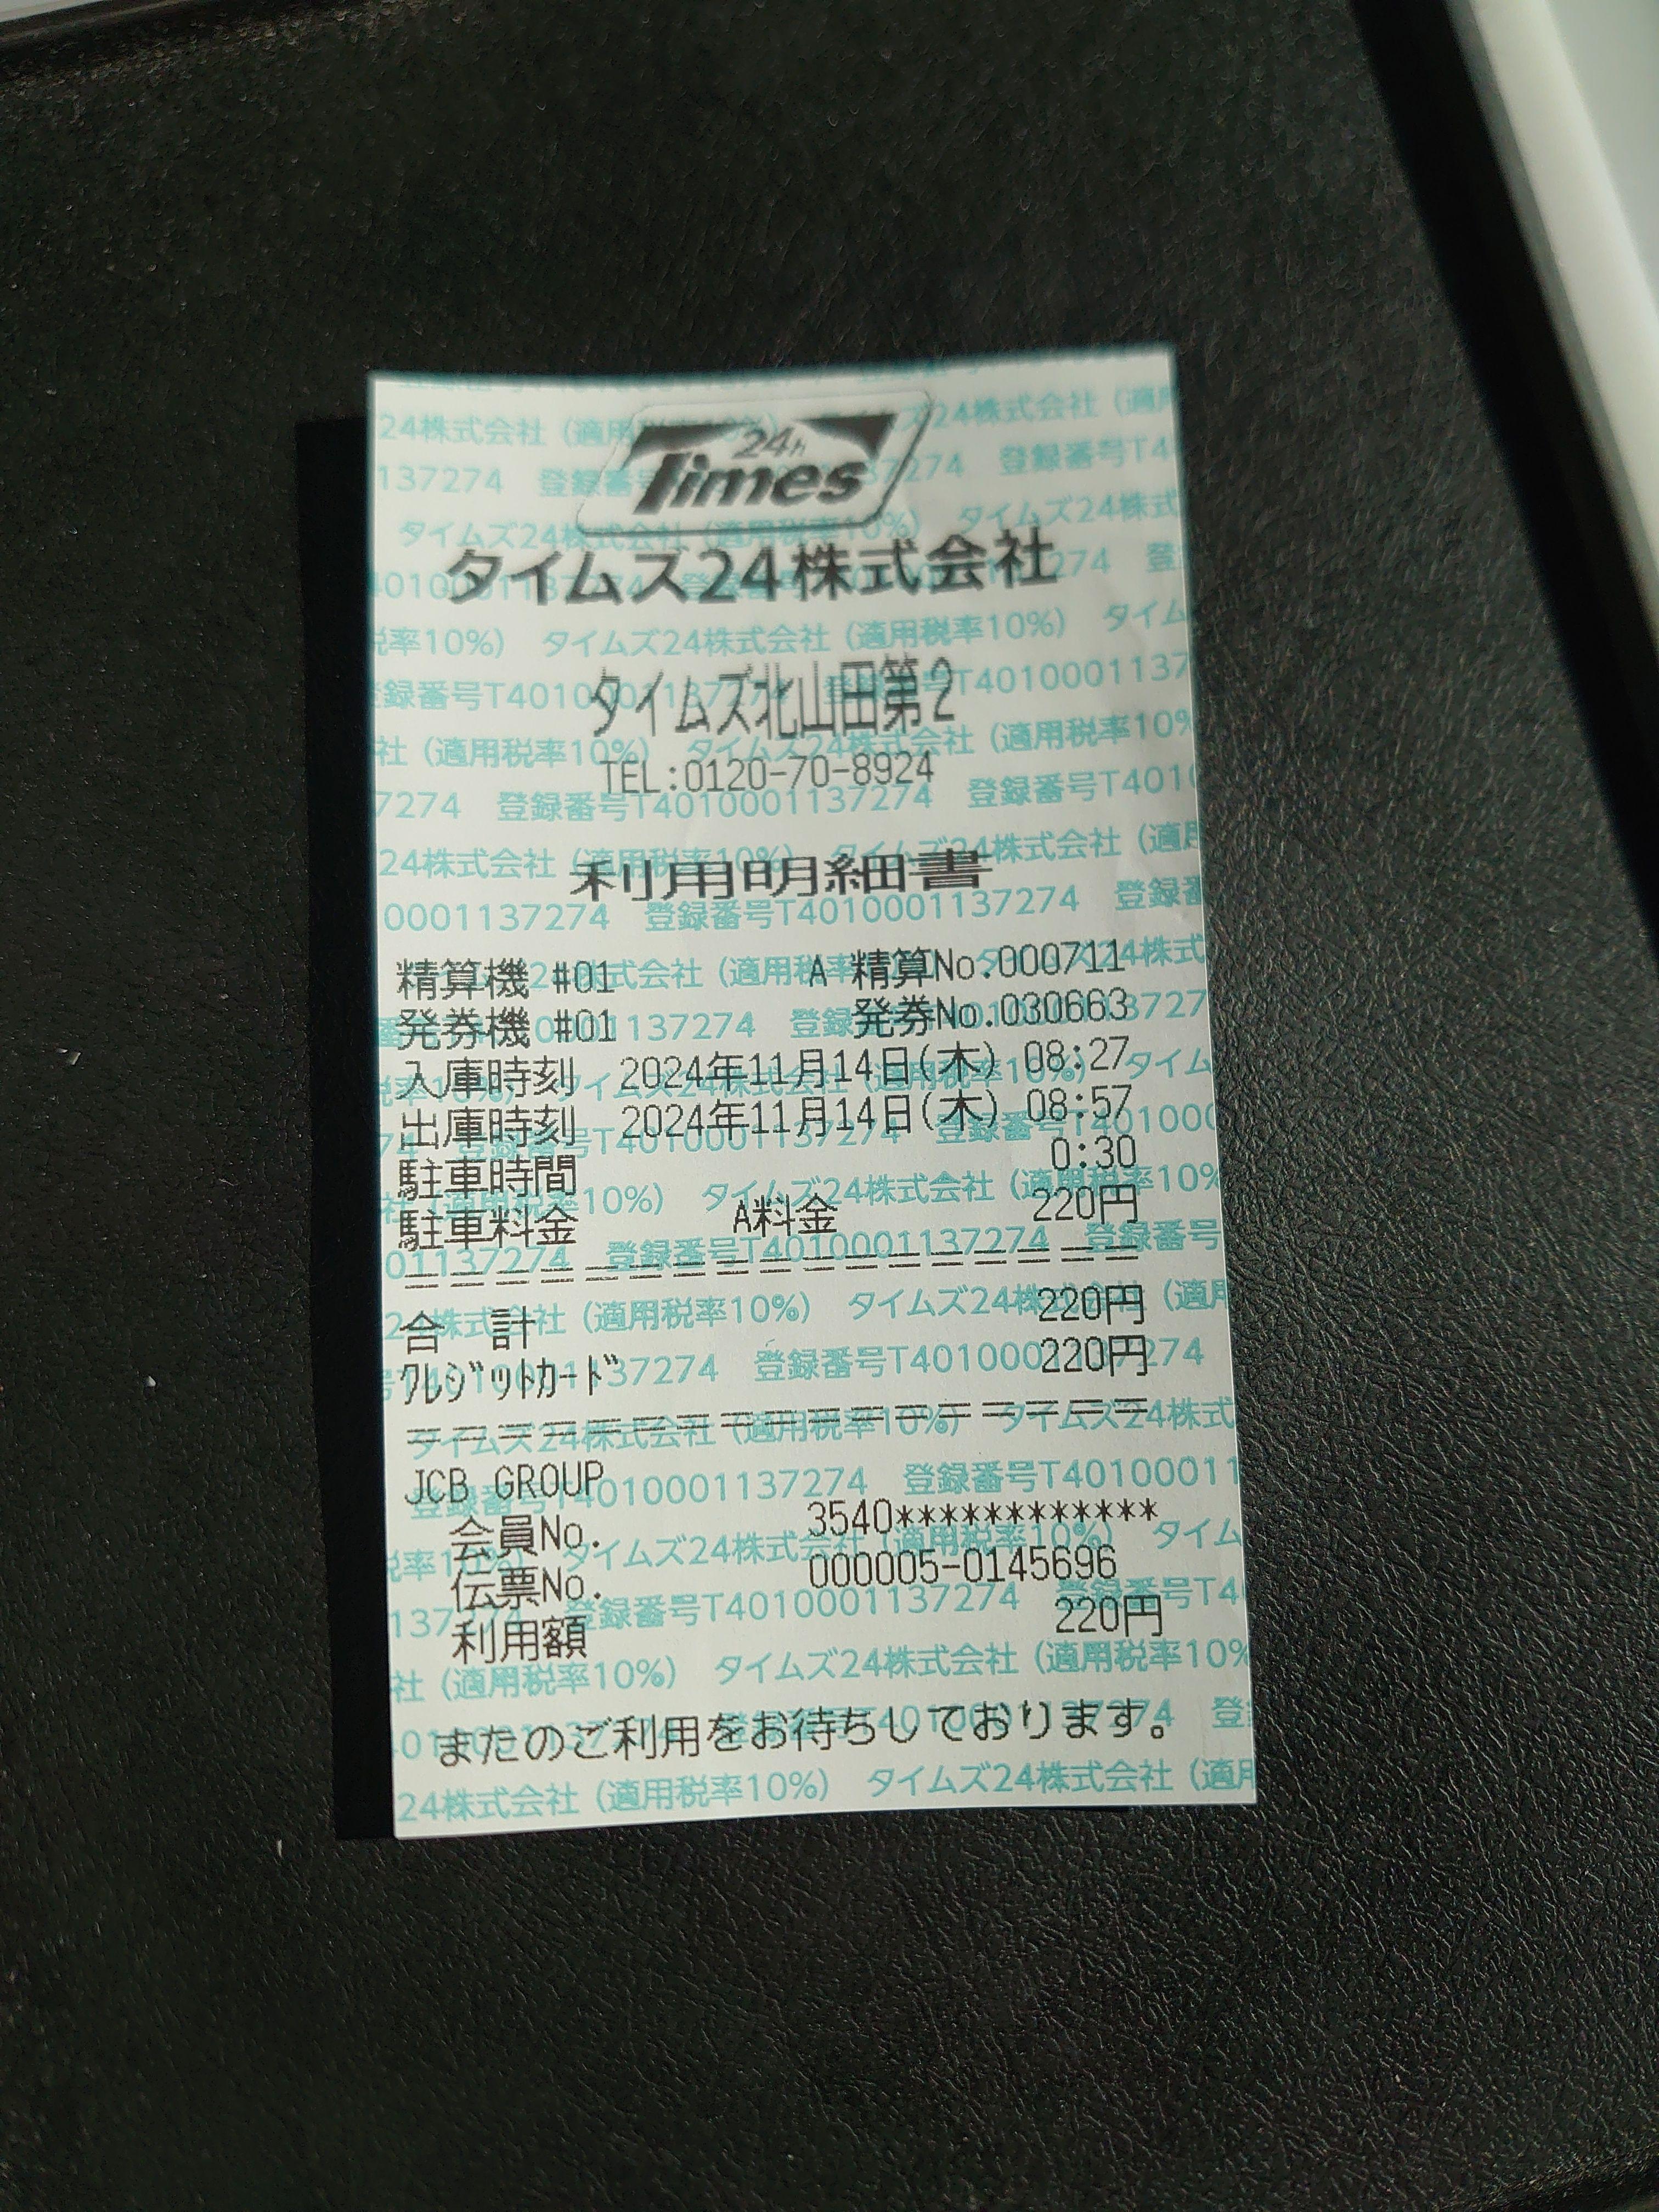 24h
Times
タイムズ24株式会社
タイムズ北山田第2
TEL:0120-70-8924
利用明細書
精算機 #01 A 精算No.000711
発券機 #01 発券No.030663
入庫時刻 2024年11月14日(木) 08:27
出庫時刻 2024年11月14日(木) 08:57
駐車時間 0:30
駐車料金 A料金 220円
合 計 220円
クレジットカード 220円
JCB GROUP
会員No. 3540************
伝票No. 000005-0145696
利用額 220円
またのご利用をお待ちしております。
タイムズ24株式会社 (適用税率10%)
登録番号T4010001137274